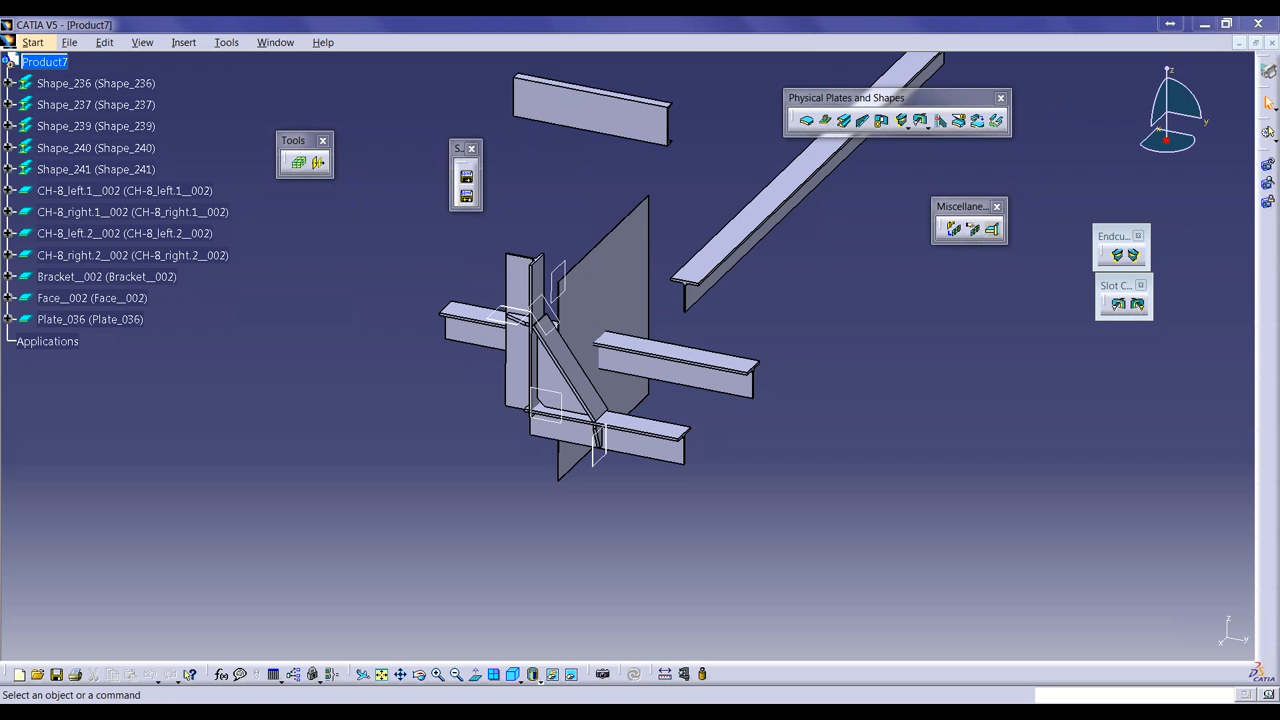 CATIA V5 - [Product7]
Start File Edit View Insert Tools Window Help
Product7
Shape_236 (Shape_236)
Shape_237 (Shape_237)
Shape_239 (Shape_239)
Shape_240 (Shape_240)
Shape_241 (Shape_241)
CH-8_left.1__002 (CH-8_left.1__002)
CH-8_right.1__002 (CH-8_right.1__002)
CH-8_left.2__002 (CH-8_left.2__002)
CH-8_right.2__002 (CH-8_right.2__002)
Bracket__002 (Bracket__002)
Face__002 (Face__002)
Plate_036 (Plate_036)
Applications
Tools
S...
Physical Plates and Shapes
Miscellane...
Endcu...
Slot C...
z
y
x
z
y
x
f(x)
CATIA
Select an object or a command